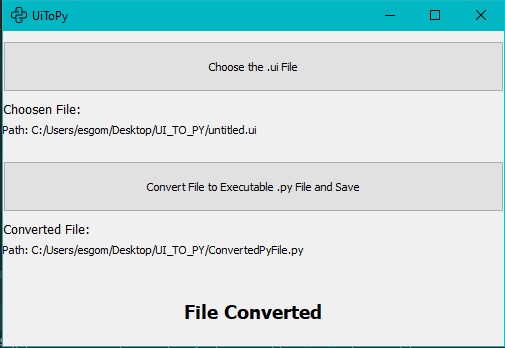 UiToPy
Choose the .ui File
Choosen File:
Path: C:/Users/esgom/Desktop/UI_TO_PY/untitled.ui
Convert File to Executable .py File and Save
Converted File:
Path: C:/Users/esgom/Desktop/UI_TO_PY/ConvertedPyFile.py
File Converted